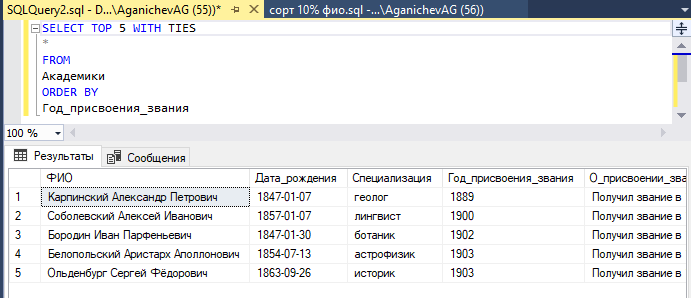 SQLQuery2.sql - D...\AganichevAG (55))* сорт 10% фио.sql -...\AganichevAG (56))
SELECT TOP 5 WITH TIES
*
FROM
Академики
ORDER BY
Год_присвоения_звания
100 %
Результаты Сообщения
ФИО Дата_рождения Специализация Год_присвоения_звания О_присвоении_зва
1 Карпинский Александр Петрович 1847-01-07 геолог 1889 Получил звание в
2 Соболевский Алексей Иванович 1857-01-07 лингвист 1900 Получил звание в
3 Бородин Иван Парфеньевич 1847-01-30 ботаник 1902 Получил звание в
4 Белопольский Аристарх Аполлонович 1854-07-13 астрофизик 1903 Получил звание в
5 Ольденбург Сергей Фёдорович 1863-09-26 историк 1903 Получил звание в